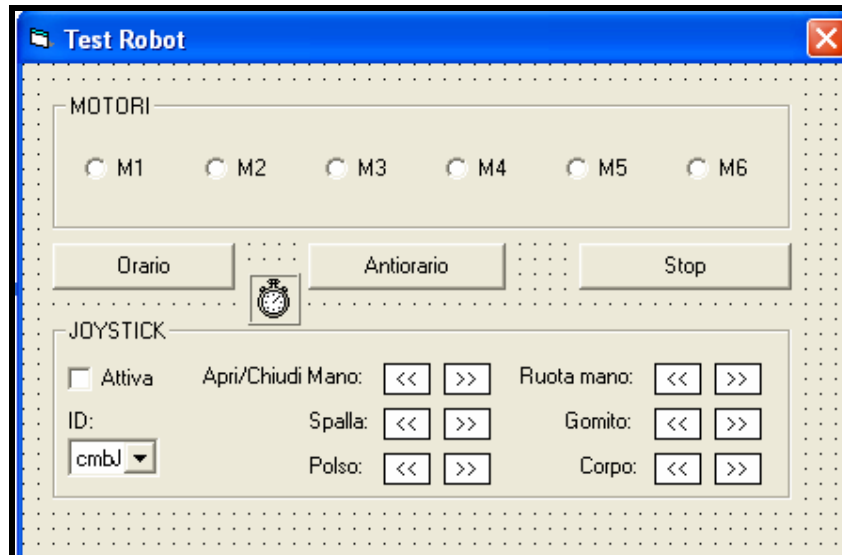 Test Robot
MOTORI
M1 M2 M3 M4 M5 M6
Orario Antiorario Stop
JOYSTICK
Attiva Apri/Chiudi Mano: << >> Ruota mano: << >>
ID: Spalla: << >> Gomito: << >>
cmbJ Polso: << >> Corpo: << >>